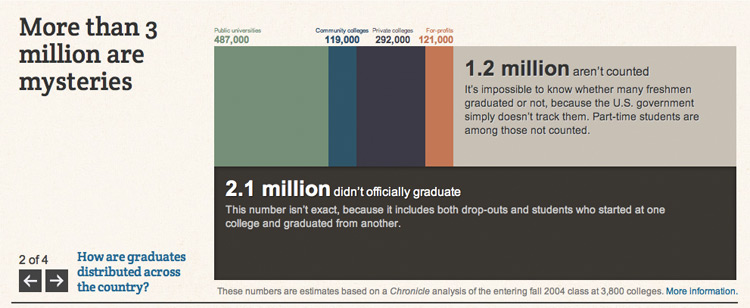 More than 3
million are
mysteries
Public universities
487,000
Community colleges
119,000
Private colleges
292,000
For-profits
121,000
1.2 million aren't counted
It's impossible to know whether many freshmen
graduated or not, because the U.S. government
simply doesn't track them. Part-time students are
among those not counted.
2.1 million didn't officially graduate
This number isn't exact, because it includes both drop-outs and students who started at one
college and graduated from another.
2 of 4
How are graduates
distributed across
the country?
These numbers are estimates based on a Chronicle analysis of the entering fall 2004 class at 3,800 colleges. More information.